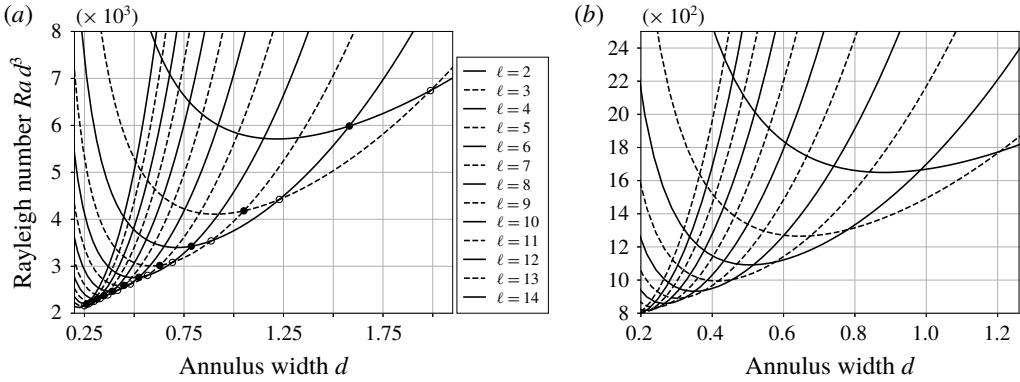 (a)
(× 10³)
Rayleigh number Rad³
8
7
6
5
4
3
2
0.25 0.75 1.25 1.75
Annulus width d
ℓ = 2
ℓ = 3
ℓ = 4
ℓ = 5
ℓ = 6
ℓ = 7
ℓ = 8
ℓ = 9
ℓ = 10
ℓ = 11
ℓ = 12
ℓ = 13
ℓ = 14
(b)
(× 10²)
24
22
20
18
16
14
12
10
8
0.2 0.4 0.6 0.8 1.0 1.2
Annulus width d